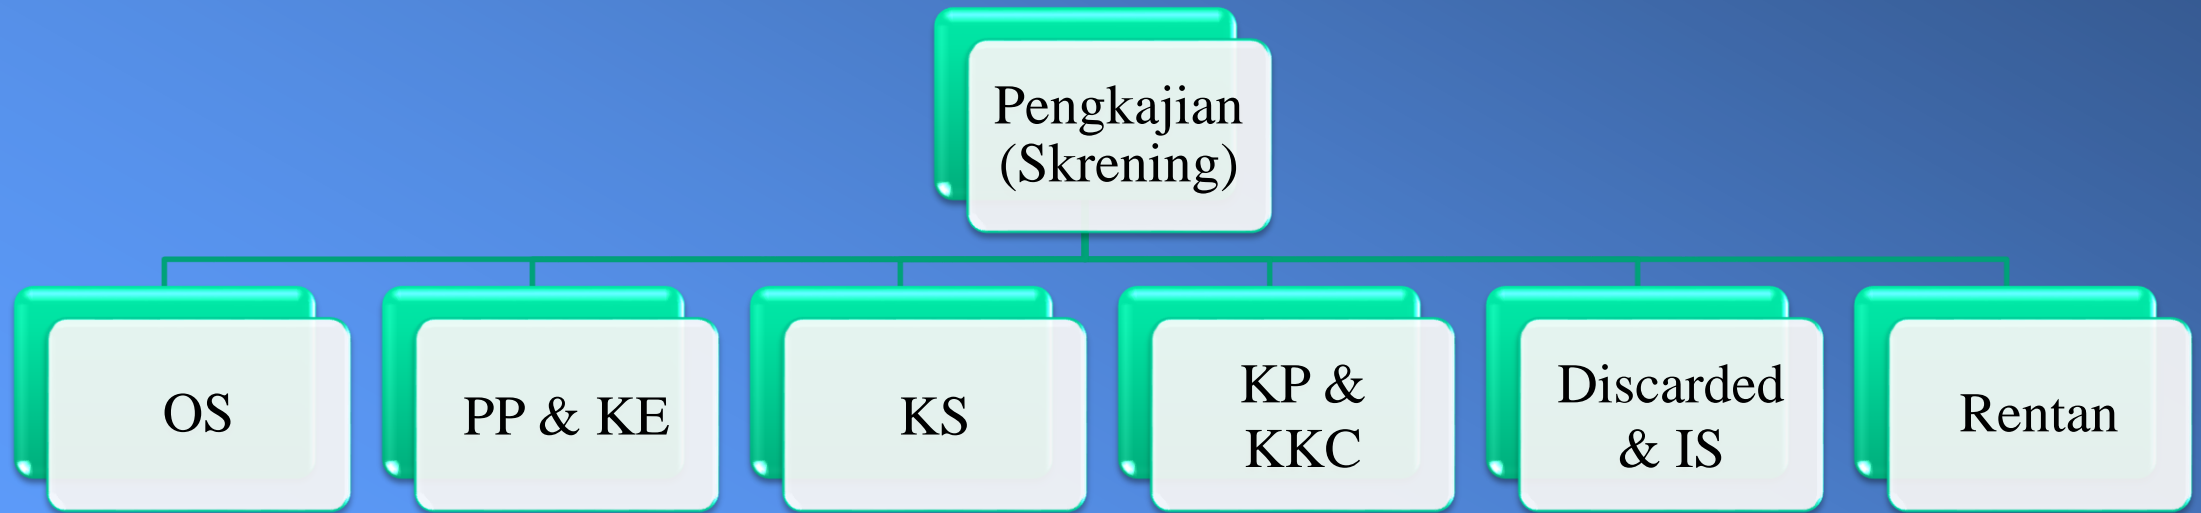 Pengkajian
(Skrening)
OS
PP & KE
KS
KP &
KKC
Discarded
& IS
Rentan